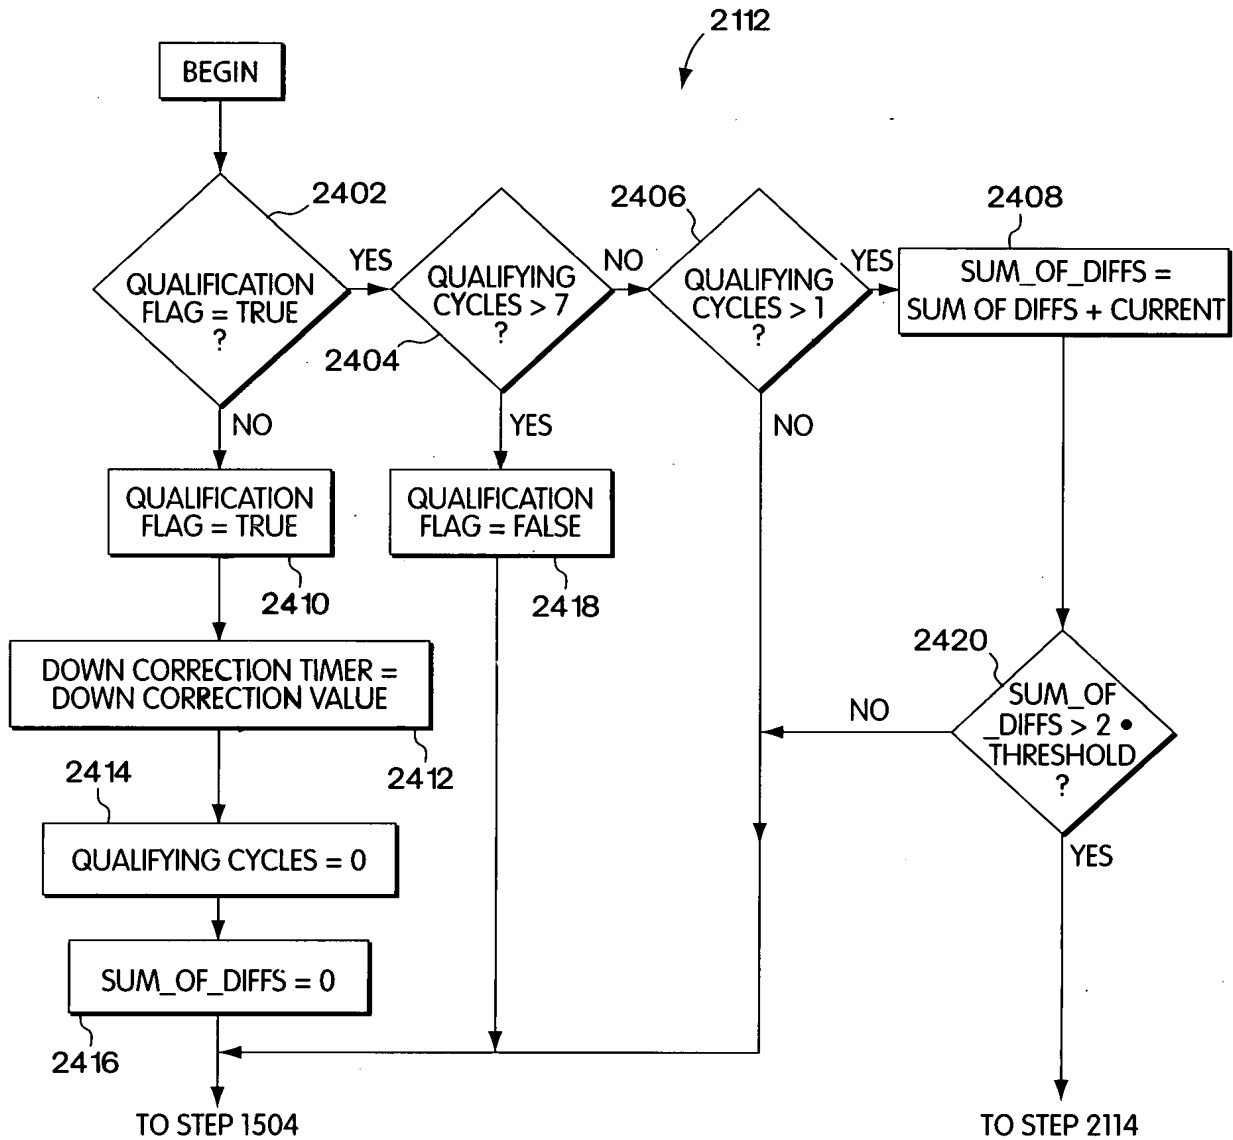 2112
BEGIN
2402
QUALIFICATION
FLAG = TRUE
?
YES
NO
2404
QUALIFYING
CYCLES > 7
?
NO
YES
2406
QUALIFYING
CYCLES > 1
?
YES
NO
2408
SUM_OF_DIFFS =
SUM OF DIFFS + CURRENT
QUALIFICATION
FLAG = TRUE
2410
QUALIFICATION
FLAG = FALSE
2418
DOWN CORRECTION TIMER =
DOWN CORRECTION VALUE
2412
2414
QUALIFYING CYCLES = 0
SUM_OF_DIFFS = 0
2416
2420
SUM_OF
_DIFFS > 2 •
THRESHOLD
?
NO
YES
TO STEP 1504
TO STEP 2114